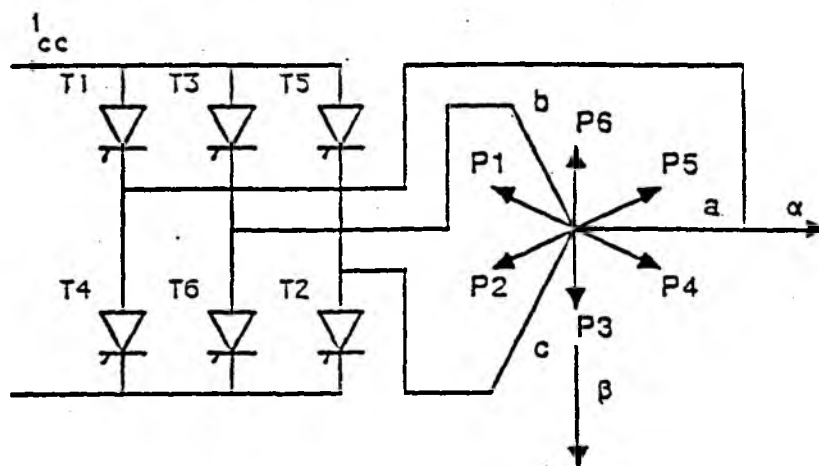 i
cc
T1 T3 T5
b
P6
P1 P5
a α
P2 P4
T4 T6 T2
P3
c
β